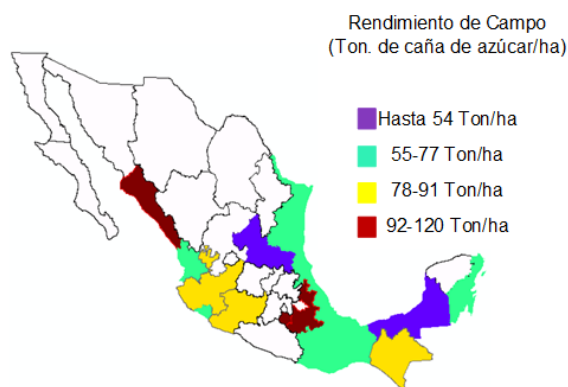 Rendimiento de Campo
(Ton. de caña de azúcar/ha)
Hasta 54 Ton/ha
55-77 Ton/ha
78-91 Ton/ha
92-120 Ton/ha